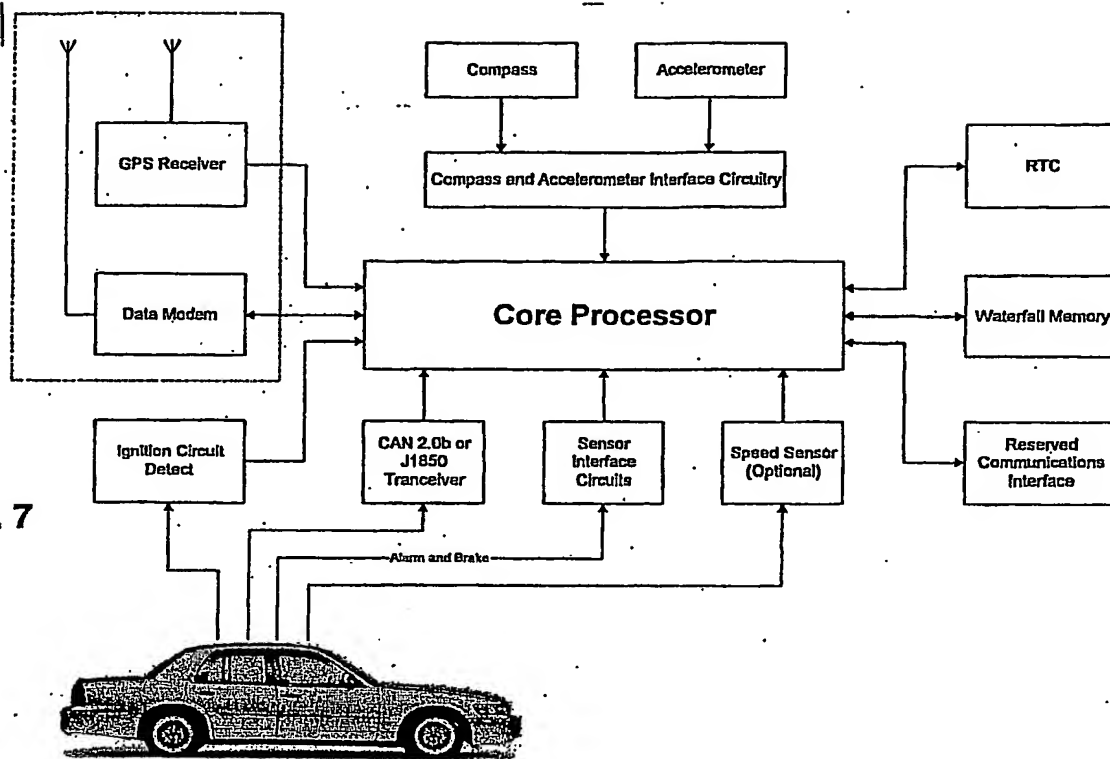 Compass
Accelerometer
GPS Receiver
Compass and Accelerometer Interface Circuitry
RTC
Data Modem
Core Processor
Waterfall Memory
Ignition Circuit
Detect
CAN 2.0b or
J1850
Tranceiver
Sensor
Interface
Circuits
Speed Sensor
(Optional)
Reserved
Communications
Interface
. 7
Alarm and Brake